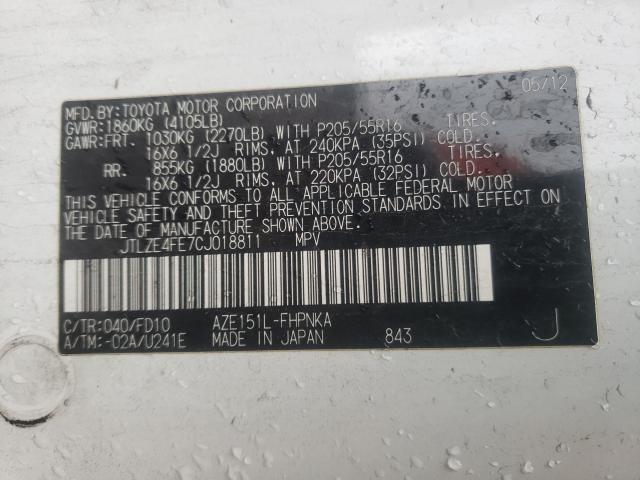 MFD.BY:TOYOTA MOTOR CORPORATION 05/12
GVWR:1860KG (4105LB)
GAWR:FRT. 1030KG (2270LB) WITH P205/55R16 TIRES.
16X6 1/2J RIMS, AT 240KPA (35PSI) COLD.
RR. 855KG (1880LB) WITH P205/55R16 TIRES.
16X6 1/2J RIMS, AT 220KPA (32PSI) COLD.
THIS VEHICLE CONFORMS TO ALL APPLICABLE FEDERAL MOTOR
VEHICLE SAFETY AND THEFT PREVENTION STANDARDS IN EFFECT ON
THE DATE OF MANUFACTURE SHOWN ABOVE.
JTLZE4FE7CJ018811 MPV
C/TR:040/FD10 AZE151L-FHPNKA
A/TM:-02A/U241E MADE IN JAPAN 843 J